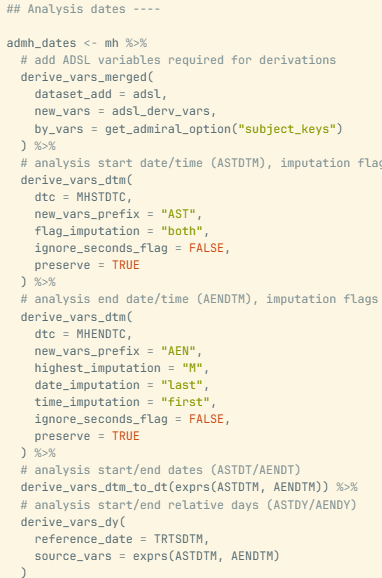 ## Analysis dates ----
admh_dates <- mh %>%
# add ADSL variables required for derivations
derive_vars_merged(
dataset_add = adsl,
new_vars = adsl_derv_vars,
by_vars = get_admiral_option("subject_keys")
) %>%
# analysis start date/time (ASTDTM), imputation flag
derive_vars_dtm(
dtc = MHSTDTC,
new_vars_prefix = "AST",
flag_imputation = "both",
ignore_seconds_flag = FALSE,
preserve = TRUE
) %>%
# analysis end date/time (AENDTM), imputation flags
derive_vars_dtm(
dtc = MHENDTC,
new_vars_prefix = "AEN",
highest_imputation = "M",
date_imputation = "last",
time_imputation = "first",
ignore_seconds_flag = FALSE,
preserve = TRUE
) %>%
# analysis start/end dates (ASTDT/AENDT)
derive_vars_dtm_to_dt(exprs(ASTDTM, AENDTM)) %>%
# analysis start/end relative days (ASTDY/AENDY)
derive_vars_dy(
reference_date = TRTSDTM,
source_vars = exprs(ASTDTM, AENDTM)
)